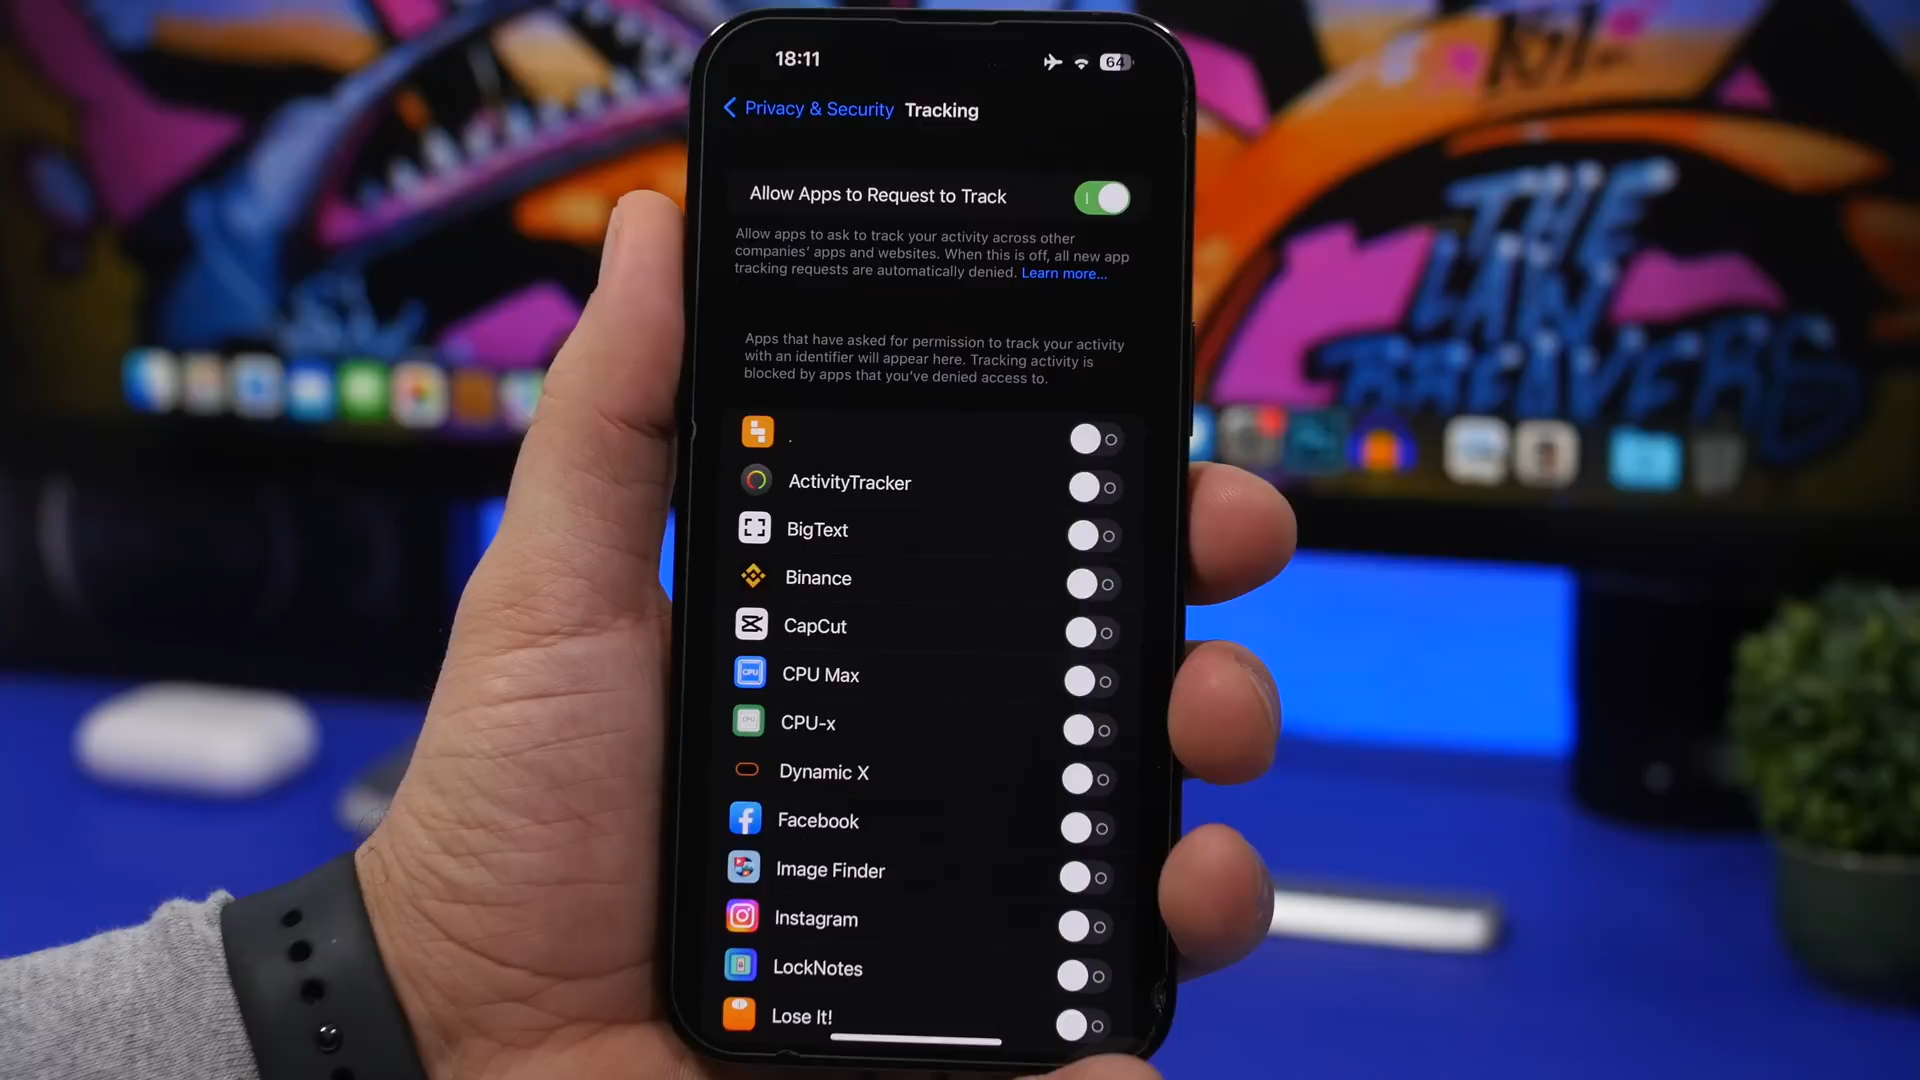 18:11
64
Privacy & Security Tracking
Allow Apps to Request to Track
Allow apps to ask to track your activity across other
companies' apps and websites. When this is off, all new app
tracking requests are automatically denied. Learn more...
Apps that have asked for permission to track your activity
with an identifier will appear here. Tracking activity is
blocked by apps that you've denied access to.
.
ActivityTracker
BigText
Binance
CapCut
CPU Max
CPU-x
Dynamic X
Facebook
Image Finder
Instagram
LockNotes
Lose It!
THE
LAW
BREAKERS